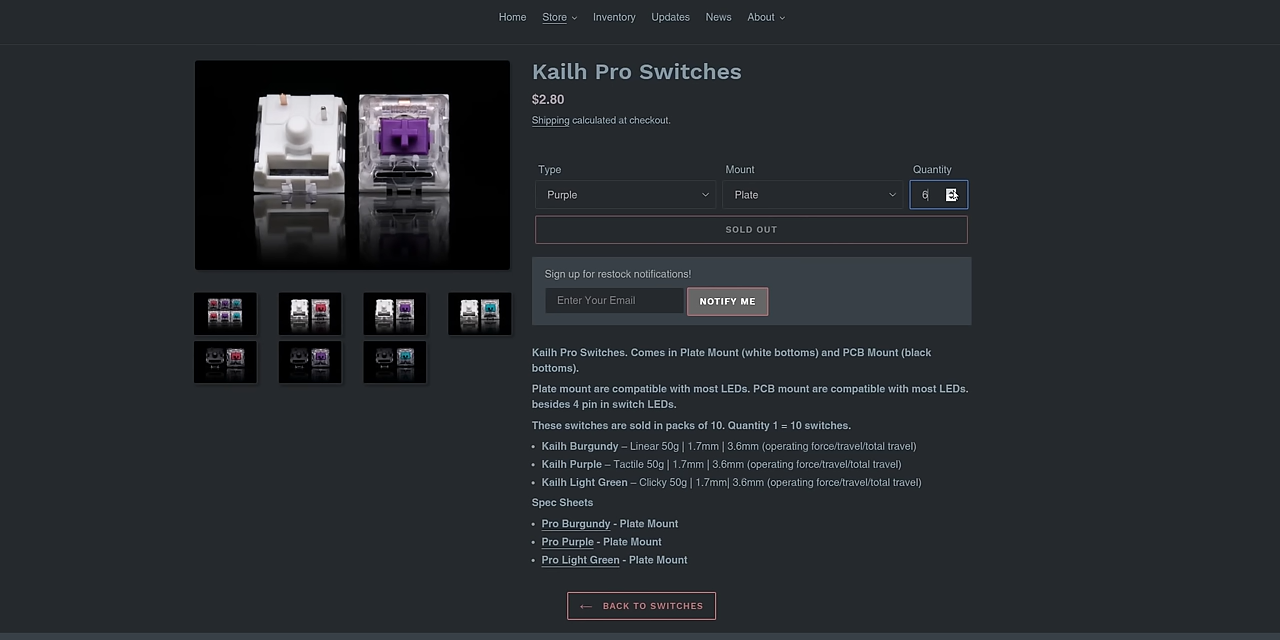 Home Store Inventory Updates News About
Kailh Pro Switches
$2.80
Shipping calculated at checkout.
Type Mount Quantity
Purple Plate 6
SOLD OUT
Sign up for restock notifications!
Enter Your Email NOTIFY ME
Kailh Pro Switches. Comes in Plate Mount (white bottoms) and PCB Mount (black
bottoms).
Plate mount are compatible with most LEDs. PCB mount are compatible with most LEDs.
besides 4 pin in switch LEDs.
These switches are sold in packs of 10. Quantity 1 = 10 switches.
• Kailh Burgundy – Linear 50g | 1.7mm | 3.6mm (operating force/travel/total travel)
• Kailh Purple – Tactile 50g | 1.7mm | 3.6mm (operating force/travel/total travel)
• Kailh Light Green – Clicky 50g | 1.7mm| 3.6mm (operating force/travel/total travel)
Spec Sheets
• Pro Burgundy - Plate Mount
• Pro Purple - Plate Mount
• Pro Light Green - Plate Mount
← BACK TO SWITCHES